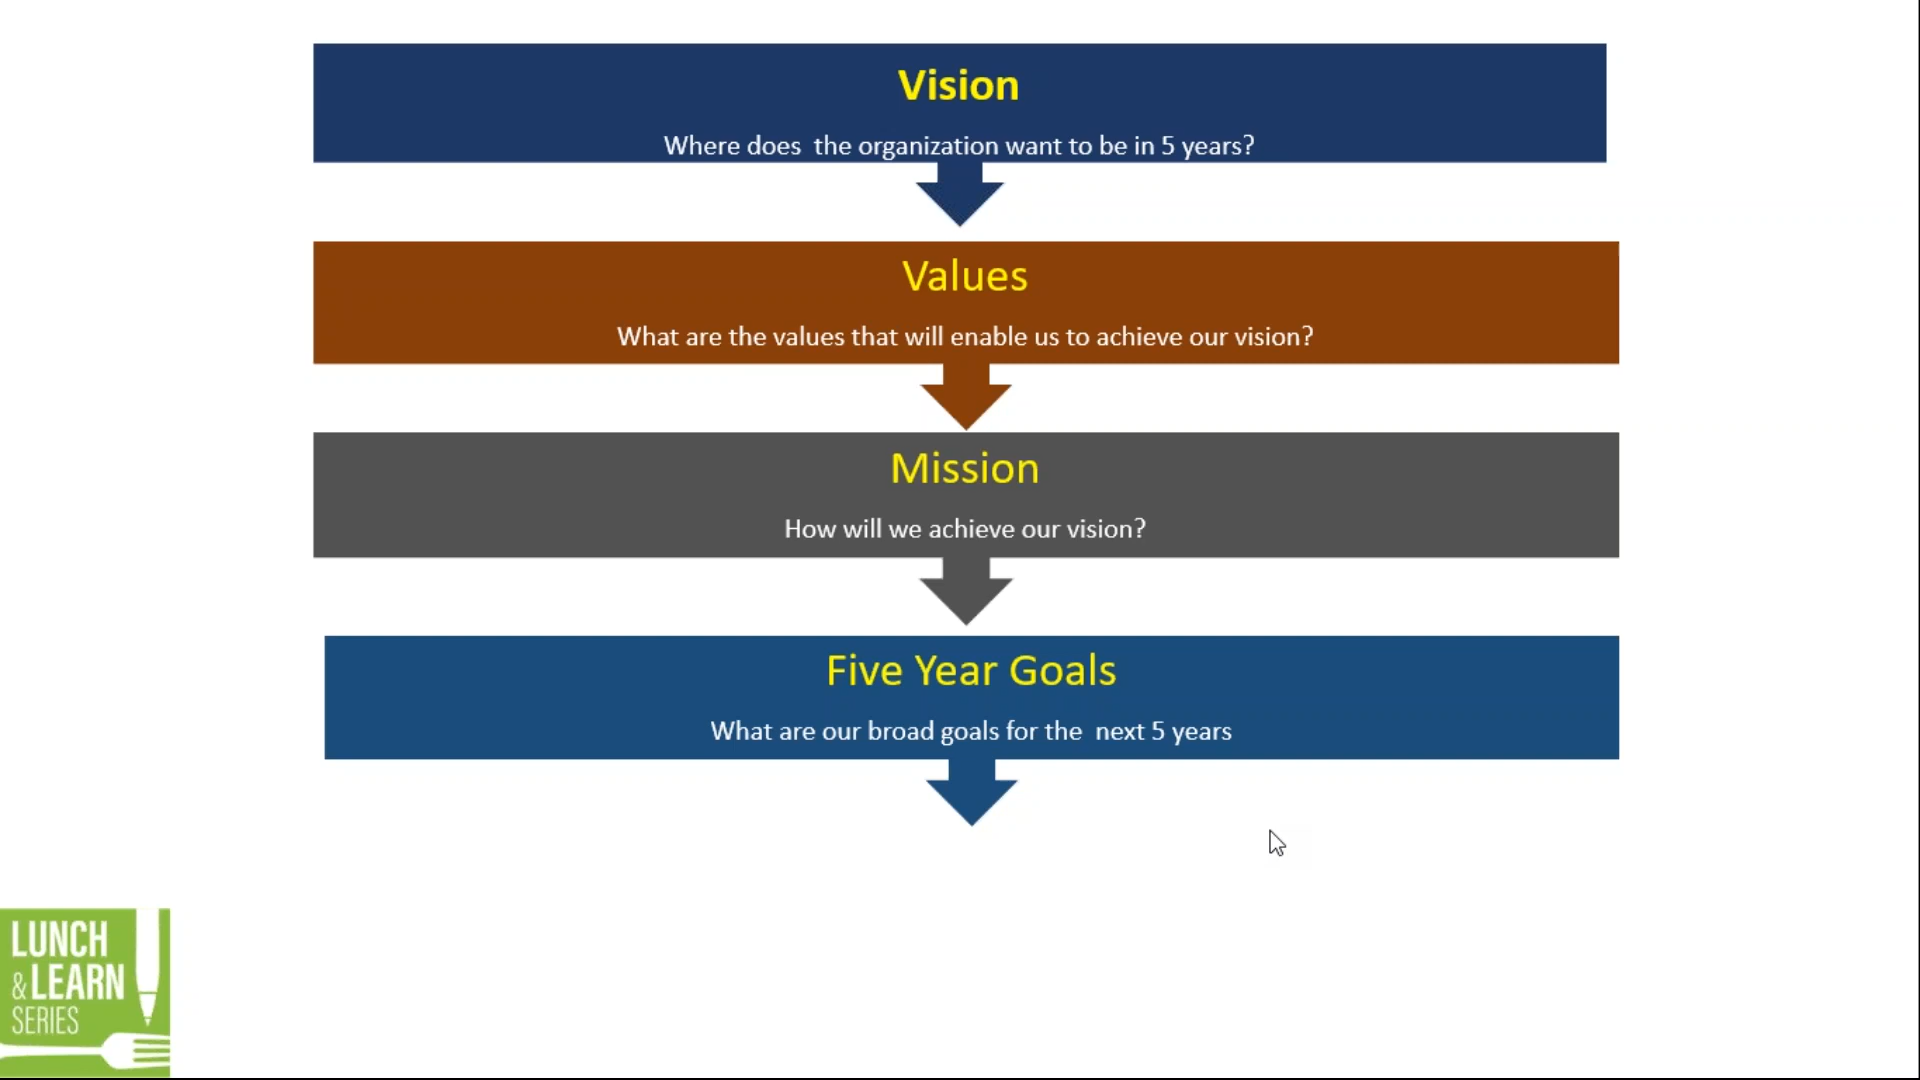 Vision
Where does  the organization want to be in 5 years?
Values
What are the values that will enable us to achieve our vision?
Mission
How will we achieve our vision?
Five Year Goals
What are our broad goals for the  next 5 years
LUNCH
& LEARN
SERIES